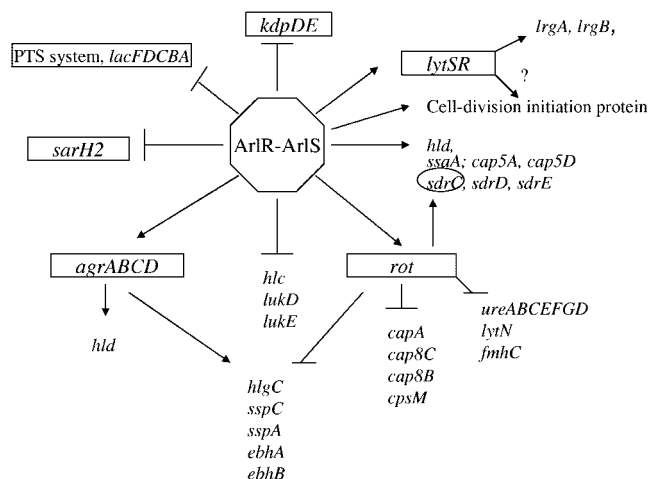 kdpDE
lrgA, lrgB,
PTS system, lacFDCBA
lytSR
?
Cell-division initiation protein
ArlR-ArlS
sarH2
hld,
ssaA; cap5A, cap5D
sdrC, sdrD, sdrE
agrABCD
hlc
lukD
lukE
rot
hld
capA
cap8C
cap8B
cpsM
ureABCEFGD
lytN
fmhC
hlgC
sspC
sspA
ebhA
ebhB